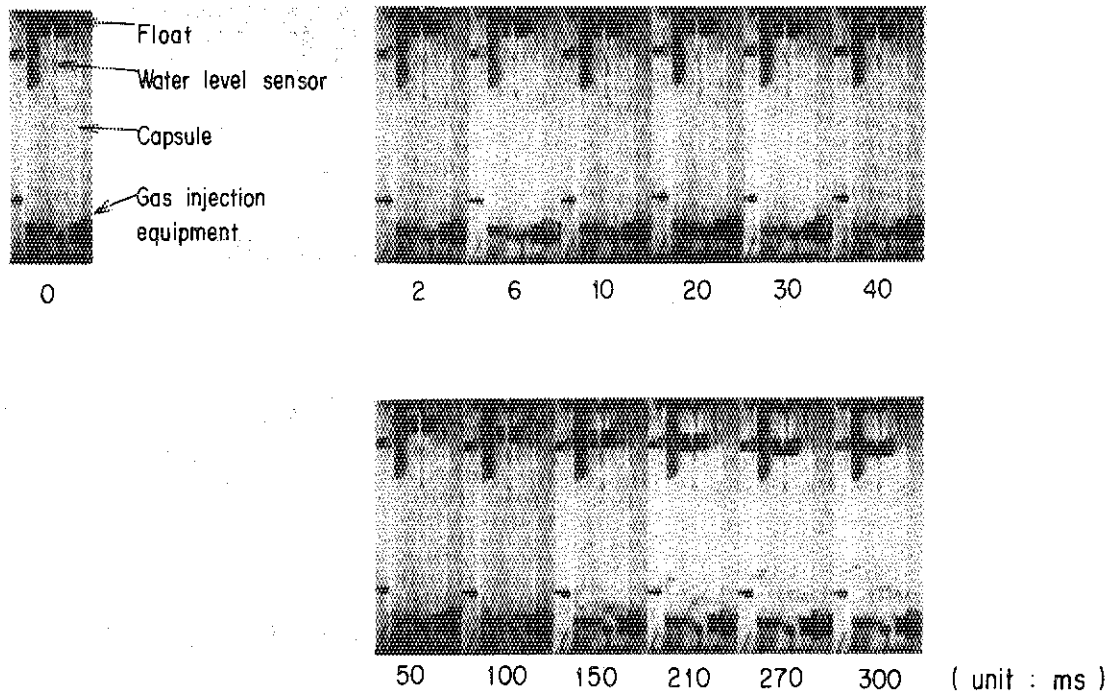 Float
Water level sensor
Capsule
Gas injection
equipment
0
2 6 10 20 30 40
50 100 150 210 270 300 ( unit : ms )